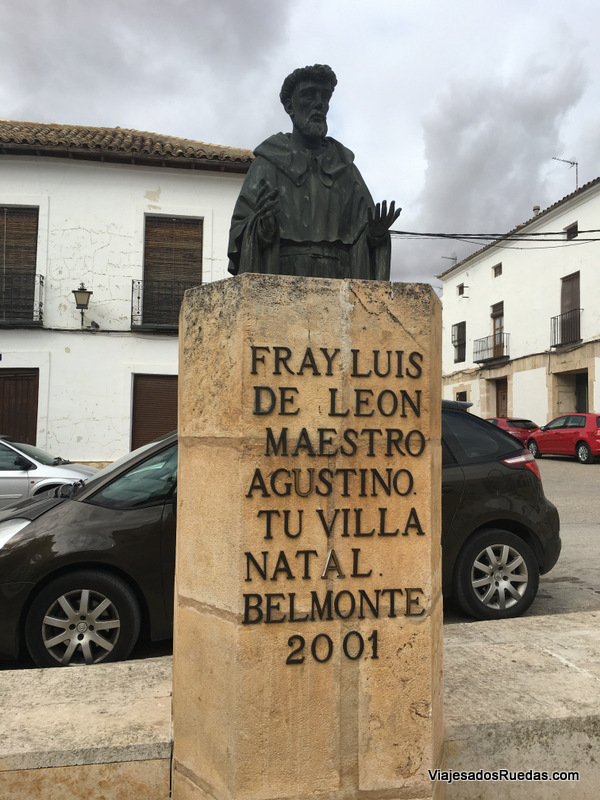 FRAY LUIS
DE LEON
MAESTRO
AGUSTINO.
TU VILLA
NATAL.
BELMONTE
2001
ViajesadosRuedas.com